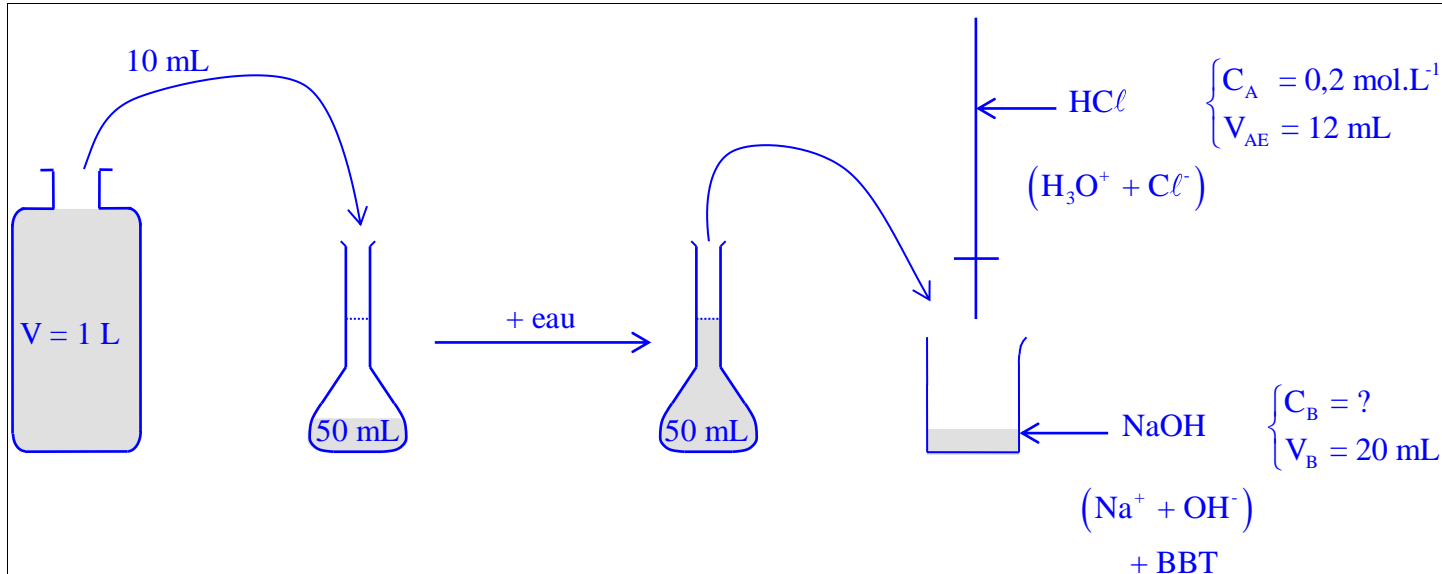 10 mL
V = 1 L
50 mL
+ eau
50 mL
HCℓ
C_A = 0,2 mol.L⁻¹
V_AE = 12 mL
(H₃O⁺ + Cℓ⁻)
NaOH
C_B = ?
V_B = 20 mL
(Na⁺ + OH⁻)
+ BBT